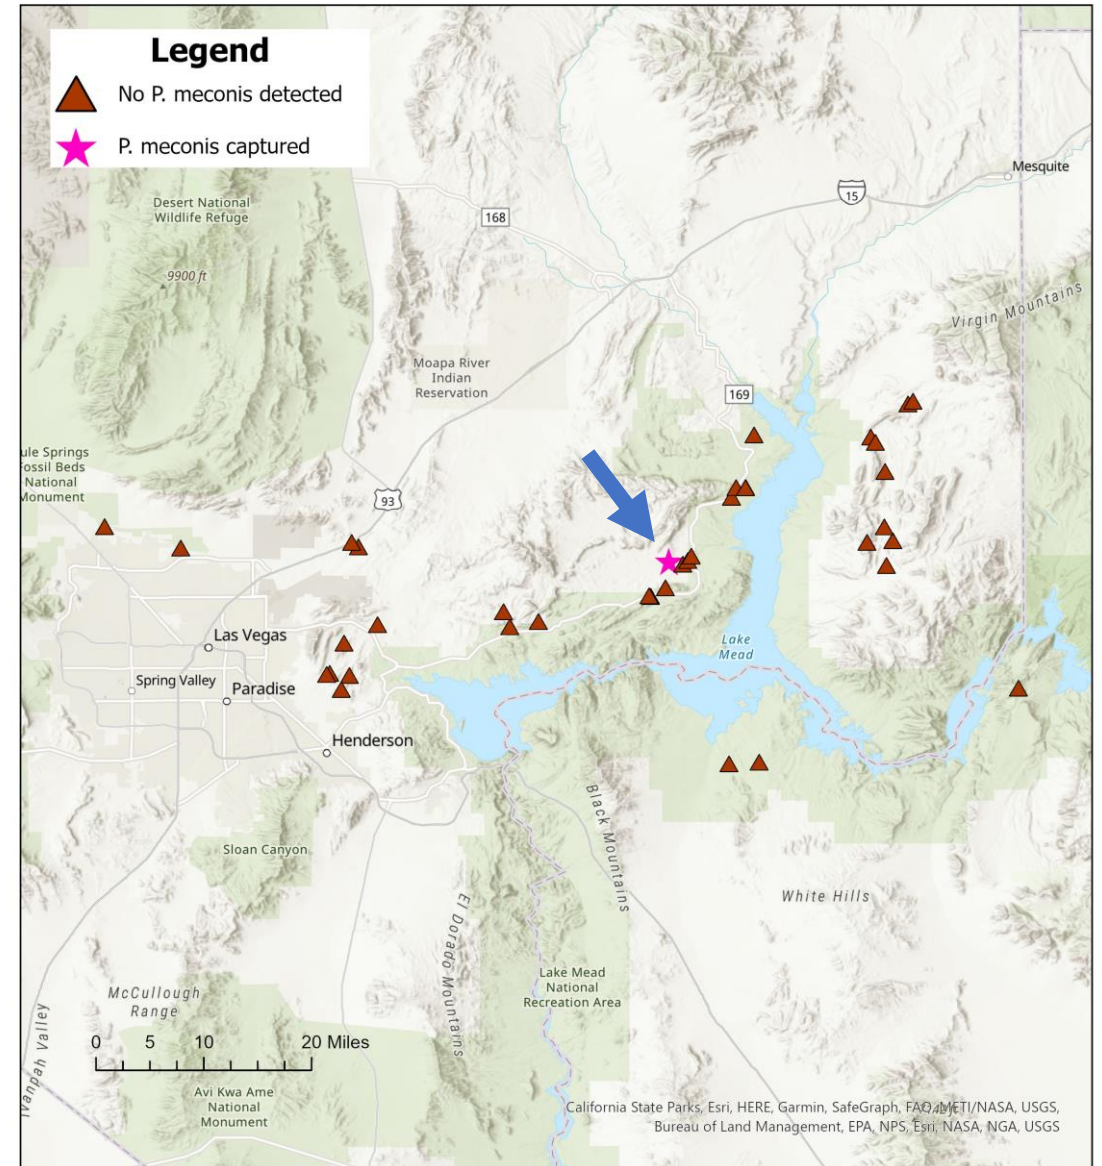 Legend
No P. meconis detected
P. meconis captured
Mesquite
15
Desert National
Wildlife Refuge
168
9900 ft
Virgin Mountains
Moapa River
Indian
Reservation
169
ule Springs
Fossil Beds
National
Monument
93
Las Vegas
Lake
Mead
Spring Valley
Paradise
Henderson
Black Mountains
Sloan Canyon
White Hills
El Dorado Mountains
Lake Mead
National
Recreation Area
McCullough
Range
Ivanpah Valley
0 5 10 20 Miles
Avi Kwa Ame
National
Monument
California State Parks, Esri, HERE, Garmin, SafeGraph, FAO, METI/NASA, USGS,
Bureau of Land Management, EPA, NPS, Esri, NASA, NGA, USGS